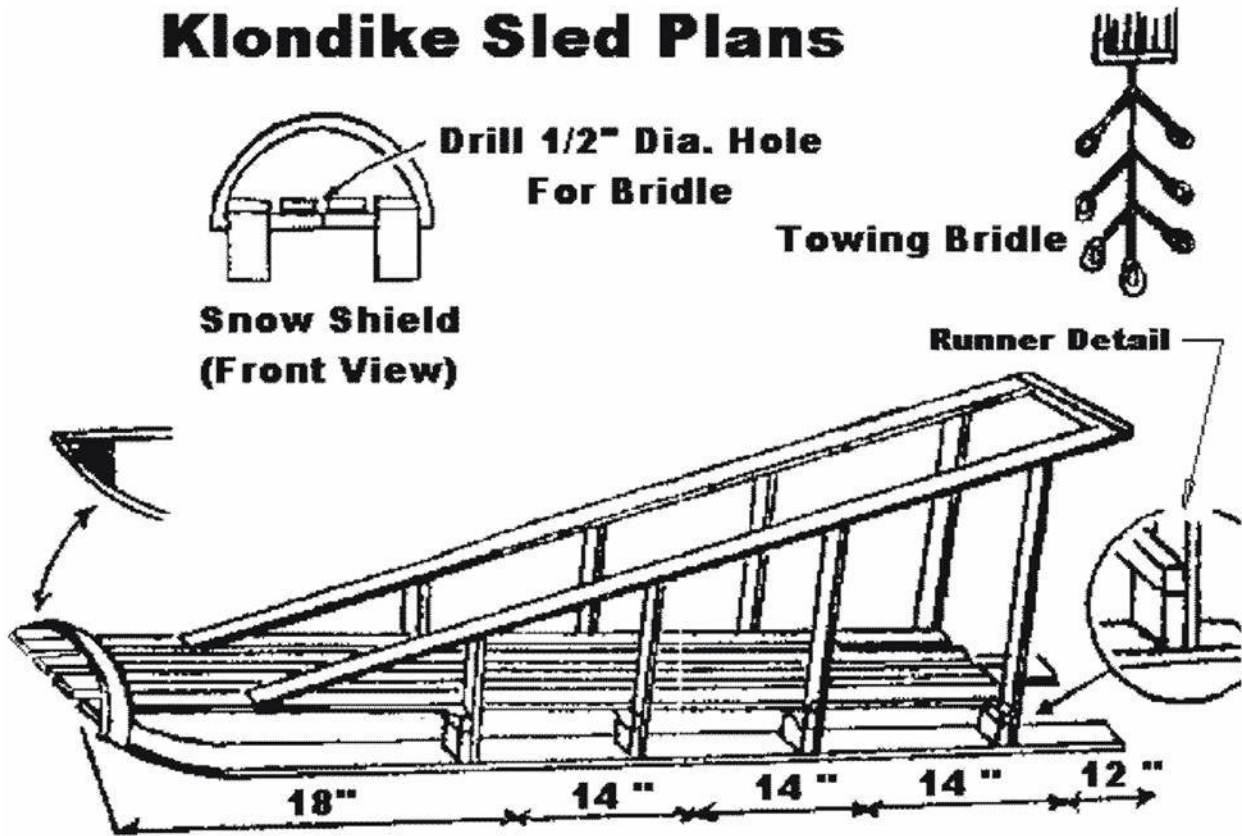 Klondike Sled Plans
Drill 1/2" Dia. Hole
For Bridle
Towing Bridle
Snow Shield
(Front View)
Runner Detail
18"
14 "
14 "
14 "
12 "